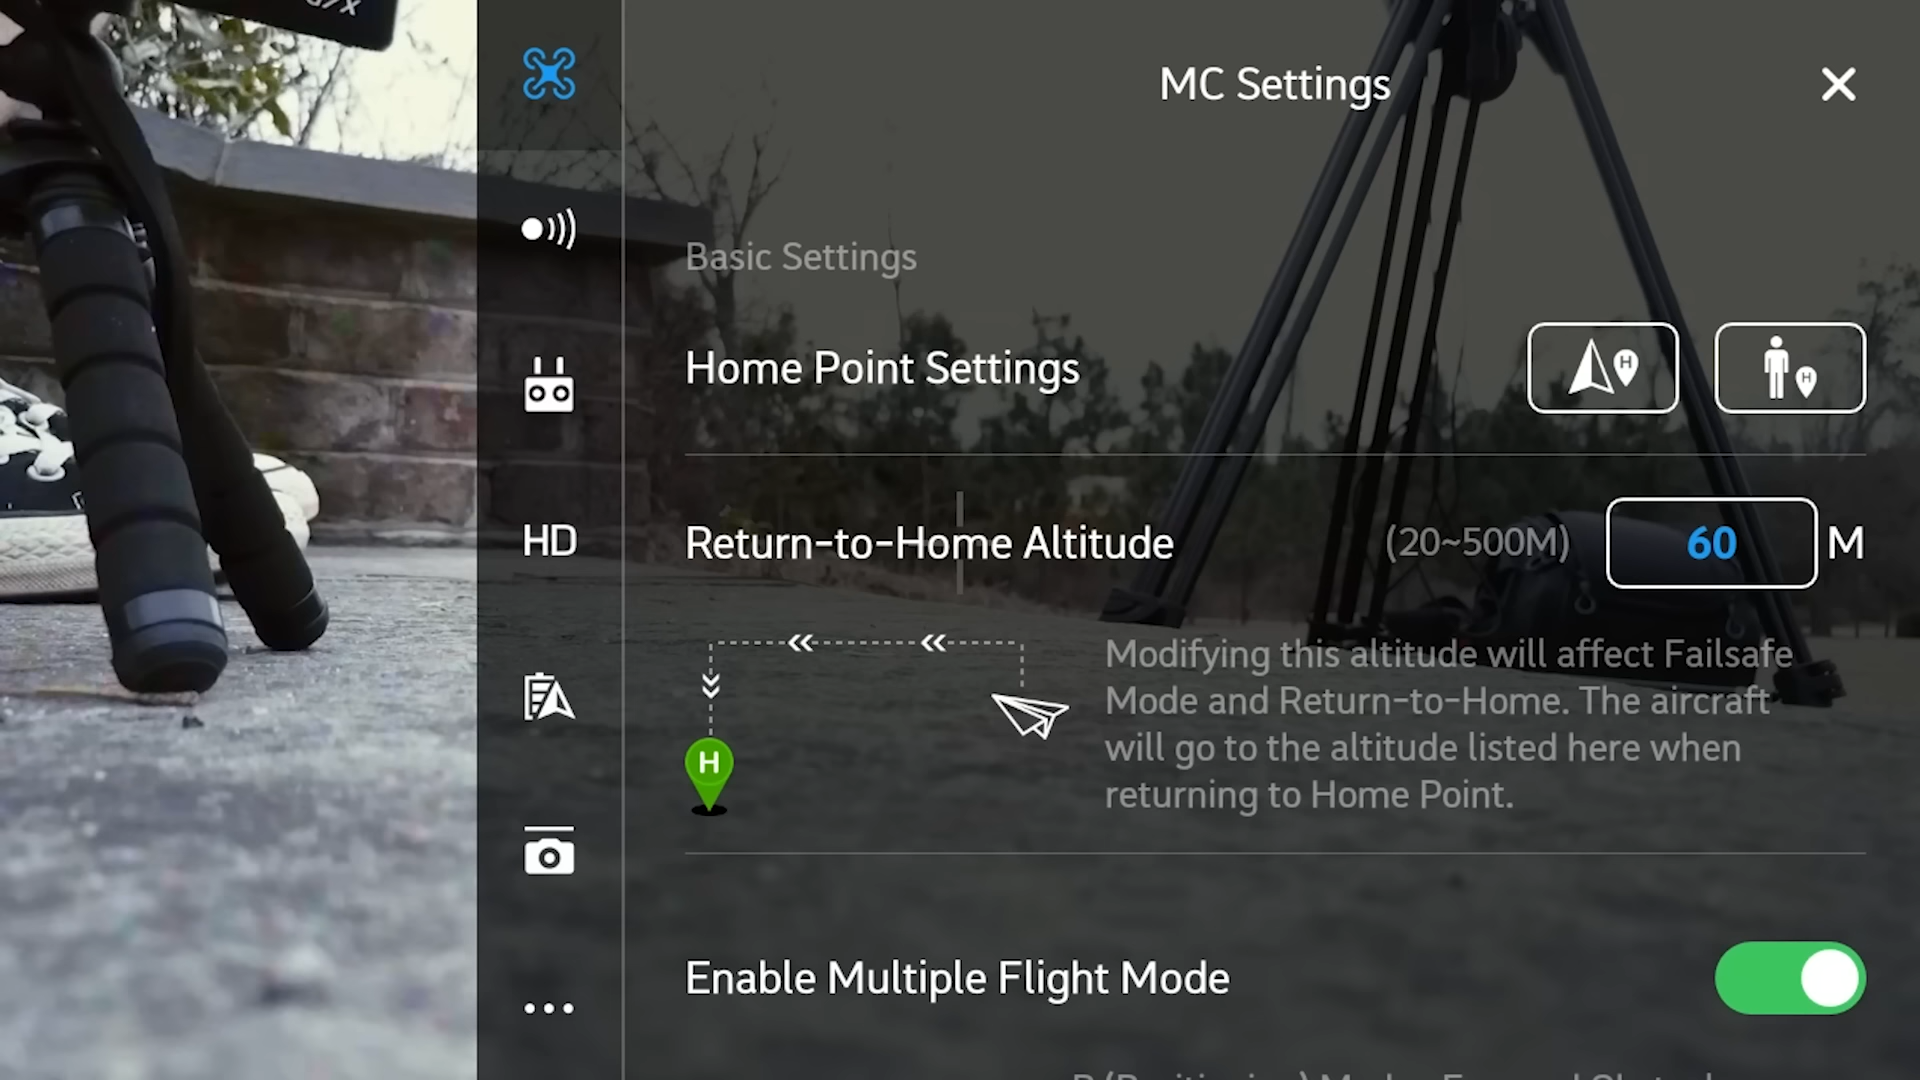 MC Settings
Basic Settings
Home Point Settings
H
H
Return-to-Home Altitude (20~500M) 60 M
HD
Modifying this altitude will affect Failsafe
Mode and Return-to-Home. The aircraft
will go to the altitude listed here when
returning to Home Point.
H
Enable Multiple Flight Mode